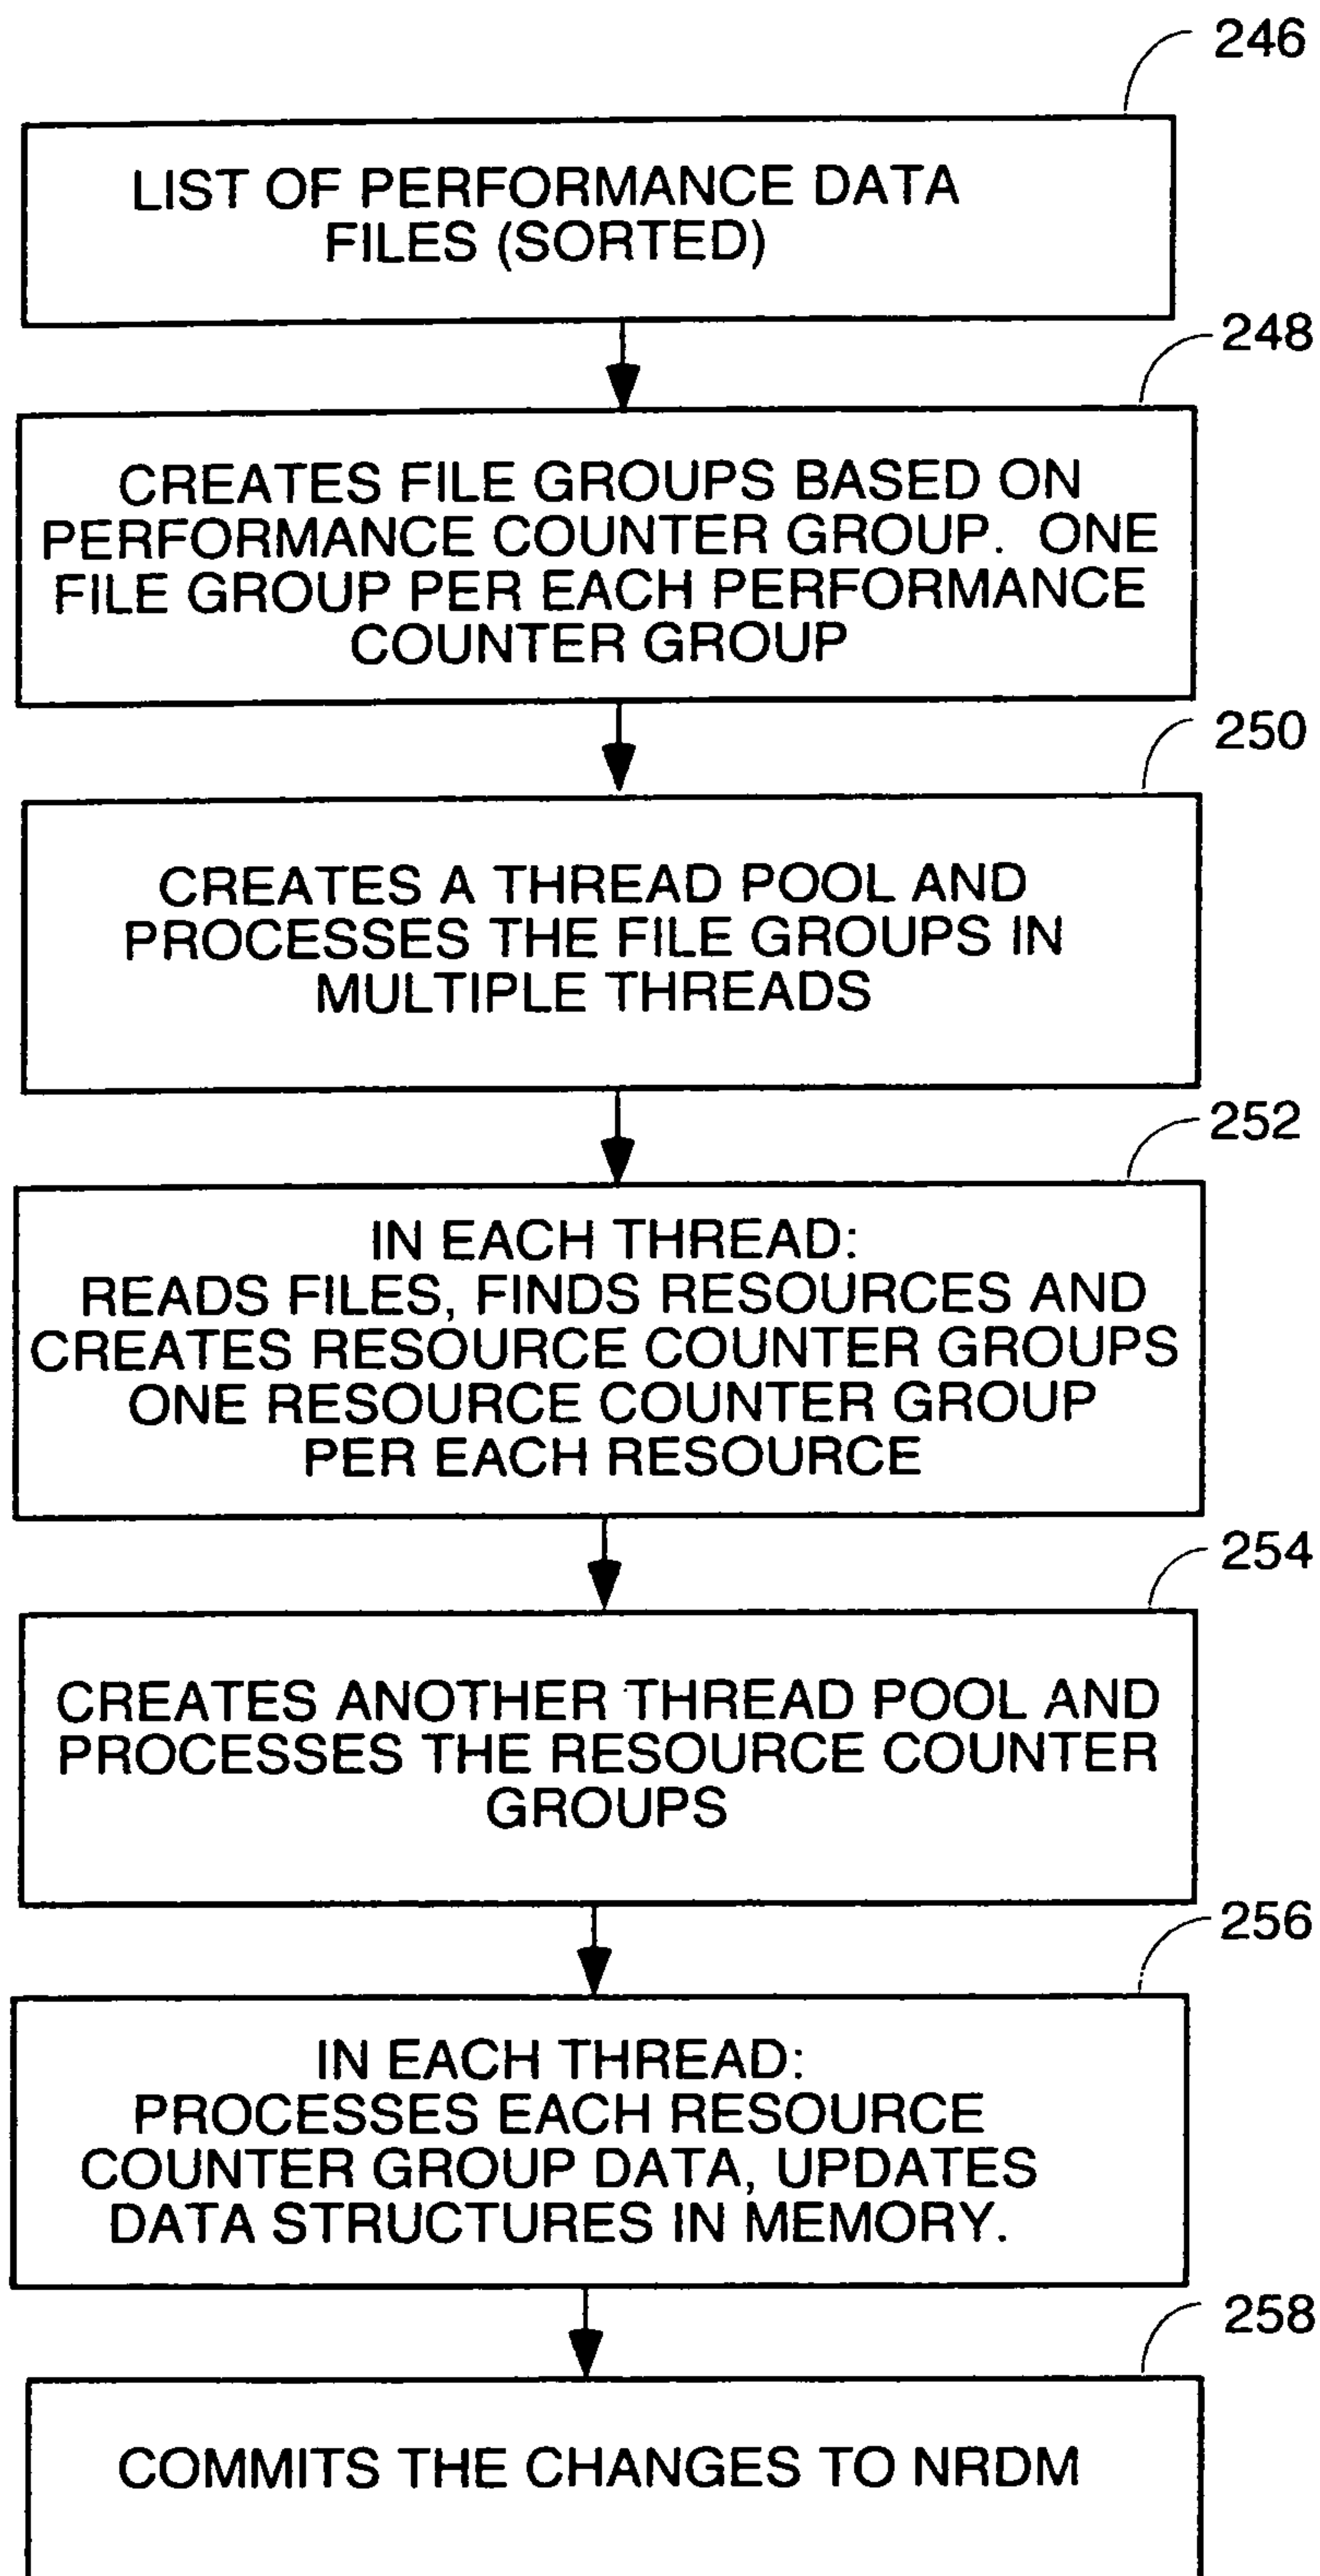 246
LIST OF PERFORMANCE DATA
FILES (SORTED)
248
CREATES FILE GROUPS BASED ON
PERFORMANCE COUNTER GROUP. ONE
FILE GROUP PER EACH PERFORMANCE
COUNTER GROUP
250
CREATES A THREAD POOL AND
PROCESSES THE FILE GROUPS IN
MULTIPLE THREADS
252
IN EACH THREAD:
READS FILES, FINDS RESOURCES AND
CREATES RESOURCE COUNTER GROUPS
ONE RESOURCE COUNTER GROUP
PER EACH RESOURCE
254
CREATES ANOTHER THREAD POOL AND
PROCESSES THE RESOURCE COUNTER
GROUPS
256
IN EACH THREAD:
PROCESSES EACH RESOURCE
COUNTER GROUP DATA, UPDATES
DATA STRUCTURES IN MEMORY.
258
COMMITS THE CHANGES TO NRDM